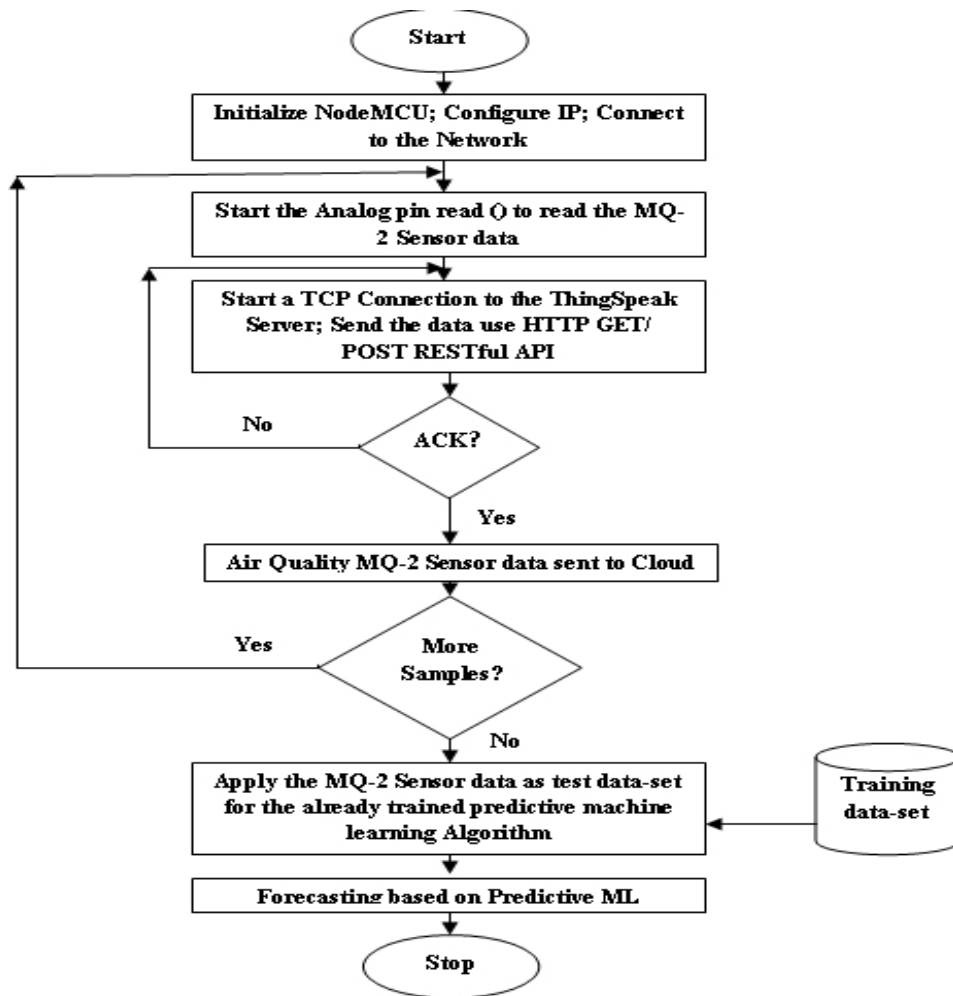 Start
Initialize NodeMCU; Configure IP; Connect
to the Network
Start the Analog pin read () to read the MQ-
2 Sensor data
Start a TCP Connection to the ThingSpeak
Server; Send the data use HTTP GET/
POST RESTful API
No
ACK?
Yes
Air Quality MQ-2 Sensor data sent to Cloud
Yes
More
Samples?
No
Apply the MQ-2 Sensor data as test data-set
for the already trained predictive machine
learning Algorithm
Training
data-set
Forecasting based on Predictive ML
Stop